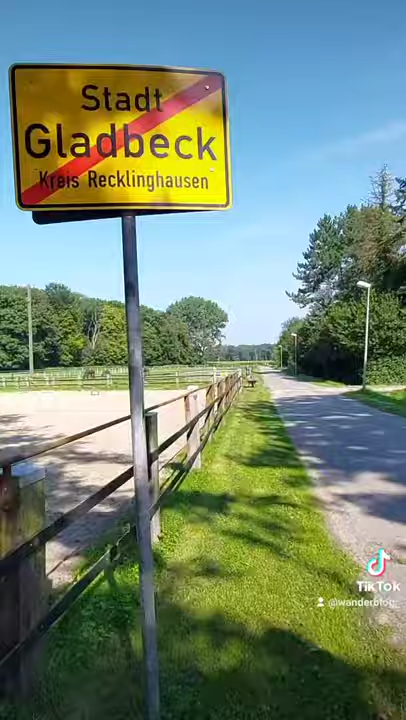 Stadt
Gladbeck
Kreis Recklinghausen
TikTok
@wanderblog